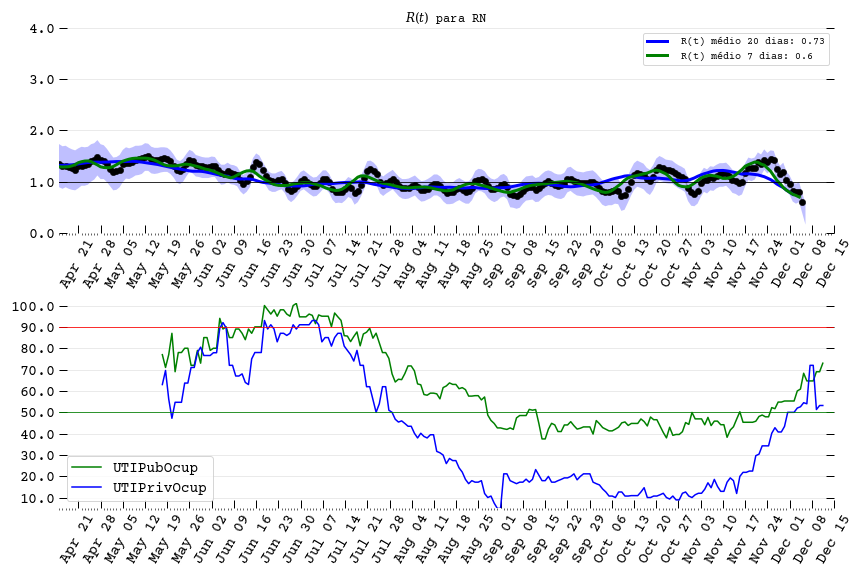 R(t) para RN
R(t) médio 20 dias: 0.73
R(t) médio 7 dias: 0.6
4.0
3.0
2.0
1.0
0.0
Apr 21
Apr 28
May 05
May 12
May 19
May 26
Jun 02
Jun 09
Jun 16
Jun 23
Jun 30
Jul 07
Jul 14
Jul 21
Jul 28
Aug 04
Aug 11
Aug 18
Aug 25
Sep 01
Sep 08
Sep 15
Sep 22
Sep 29
Oct 06
Oct 13
Oct 20
Oct 27
Nov 03
Nov 10
Nov 17
Nov 24
Dec 01
Dec 08
Dec 15
100.0
90.0
80.0
70.0
60.0
50.0
40.0
30.0
20.0
10.0
UTIPubOcup
UTIPrivOcup
Apr 21
Apr 28
May 05
May 12
May 19
May 26
Jun 02
Jun 09
Jun 16
Jun 23
Jun 30
Jul 07
Jul 14
Jul 21
Jul 28
Aug 04
Aug 11
Aug 18
Aug 25
Sep 01
Sep 08
Sep 15
Sep 22
Sep 29
Oct 06
Oct 13
Oct 20
Oct 27
Nov 03
Nov 10
Nov 17
Nov 24
Dec 01
Dec 08
Dec 15